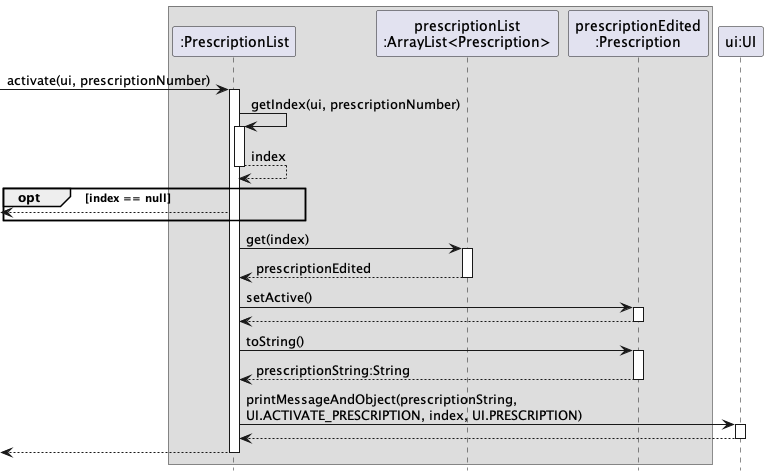 :PrescriptionList
prescriptionList
:ArrayList<Prescription>
prescriptionEdited
:Prescription
ui:UI
activate(ui, prescriptionNumber)
getIndex(ui, prescriptionNumber)
index
opt [index == null]
get(index)
prescriptionEdited
setActive()
toString()
prescriptionString:String
printMessageAndObject(prescriptionString,
UI.ACTIVATE_PRESCRIPTION, index, UI.PRESCRIPTION)